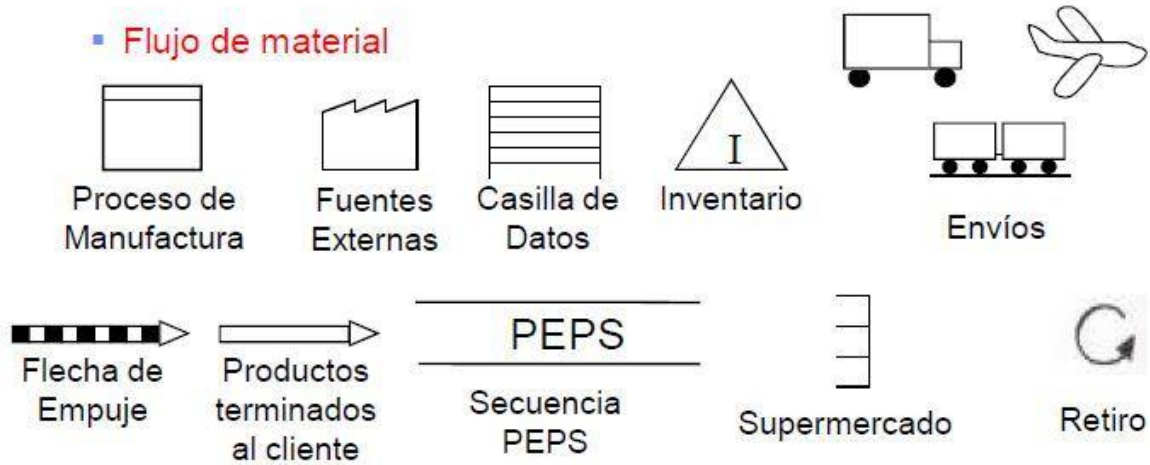 ▪ Flujo de material
Proceso de
Manufactura
Fuentes
Externas
Casilla de
Datos
I
Inventario
Envíos
Flecha de
Empuje
Productos
terminados
al cliente
PEPS
Secuencia
PEPS
Supermercado
Retiro